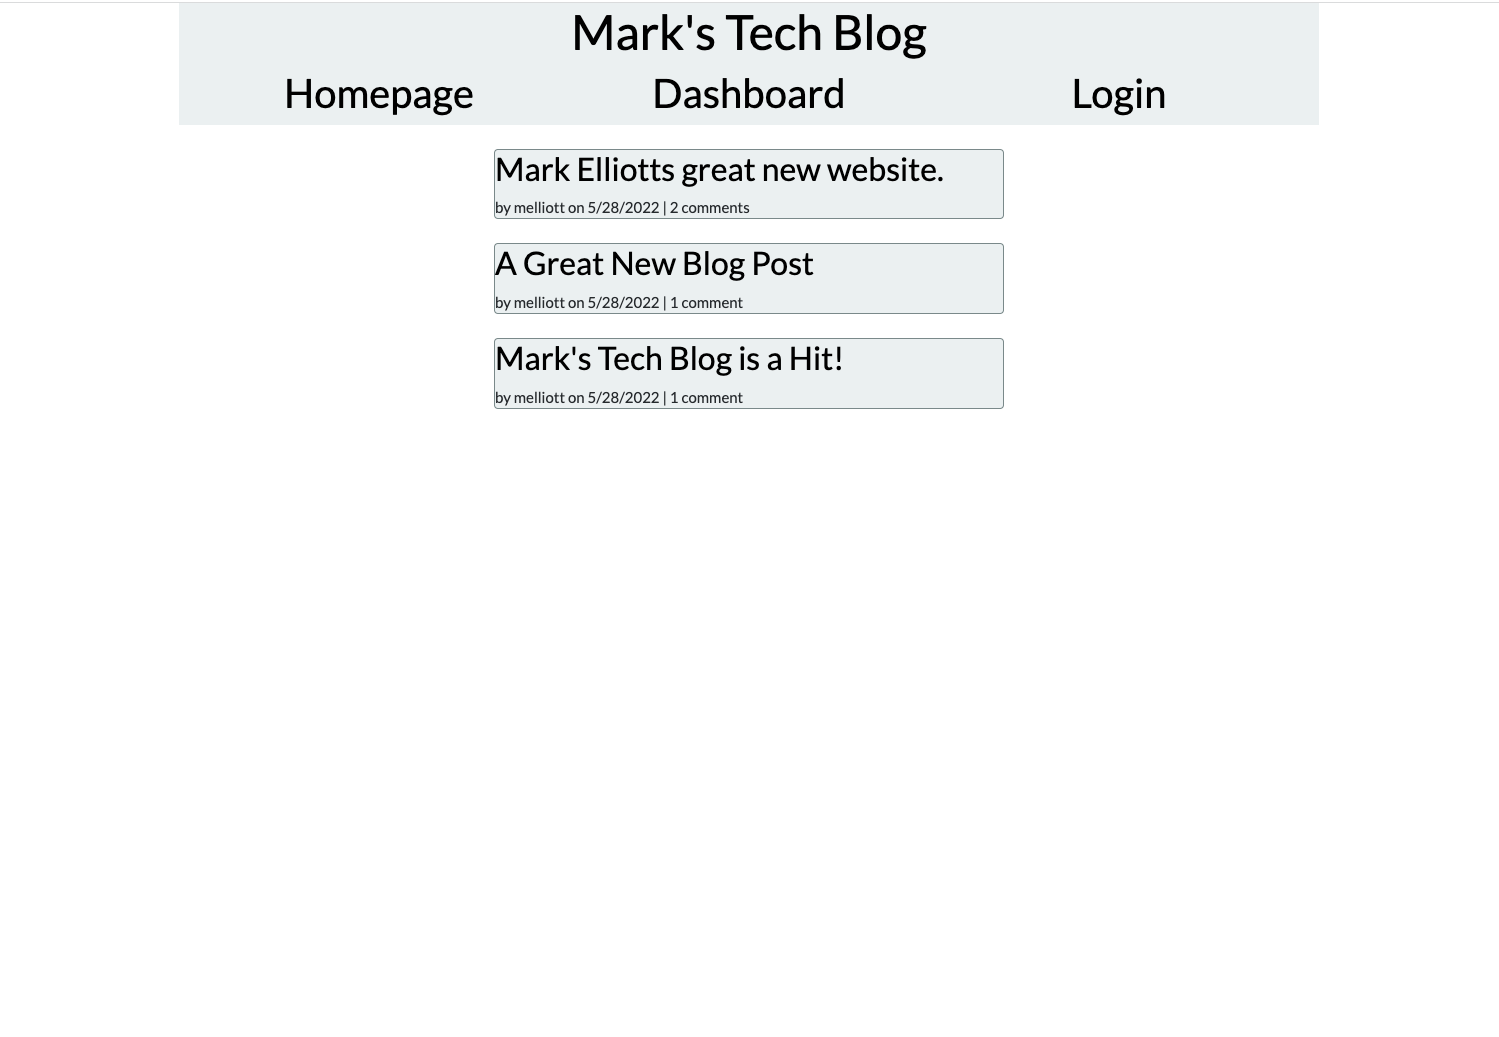 Mark's Tech Blog
Homepage Dashboard Login
Mark Elliotts great new website.
by melliott on 5/28/2022 | 2 comments
A Great New Blog Post
by melliott on 5/28/2022 | 1 comment
Mark's Tech Blog is a Hit!
by melliott on 5/28/2022 | 1 comment